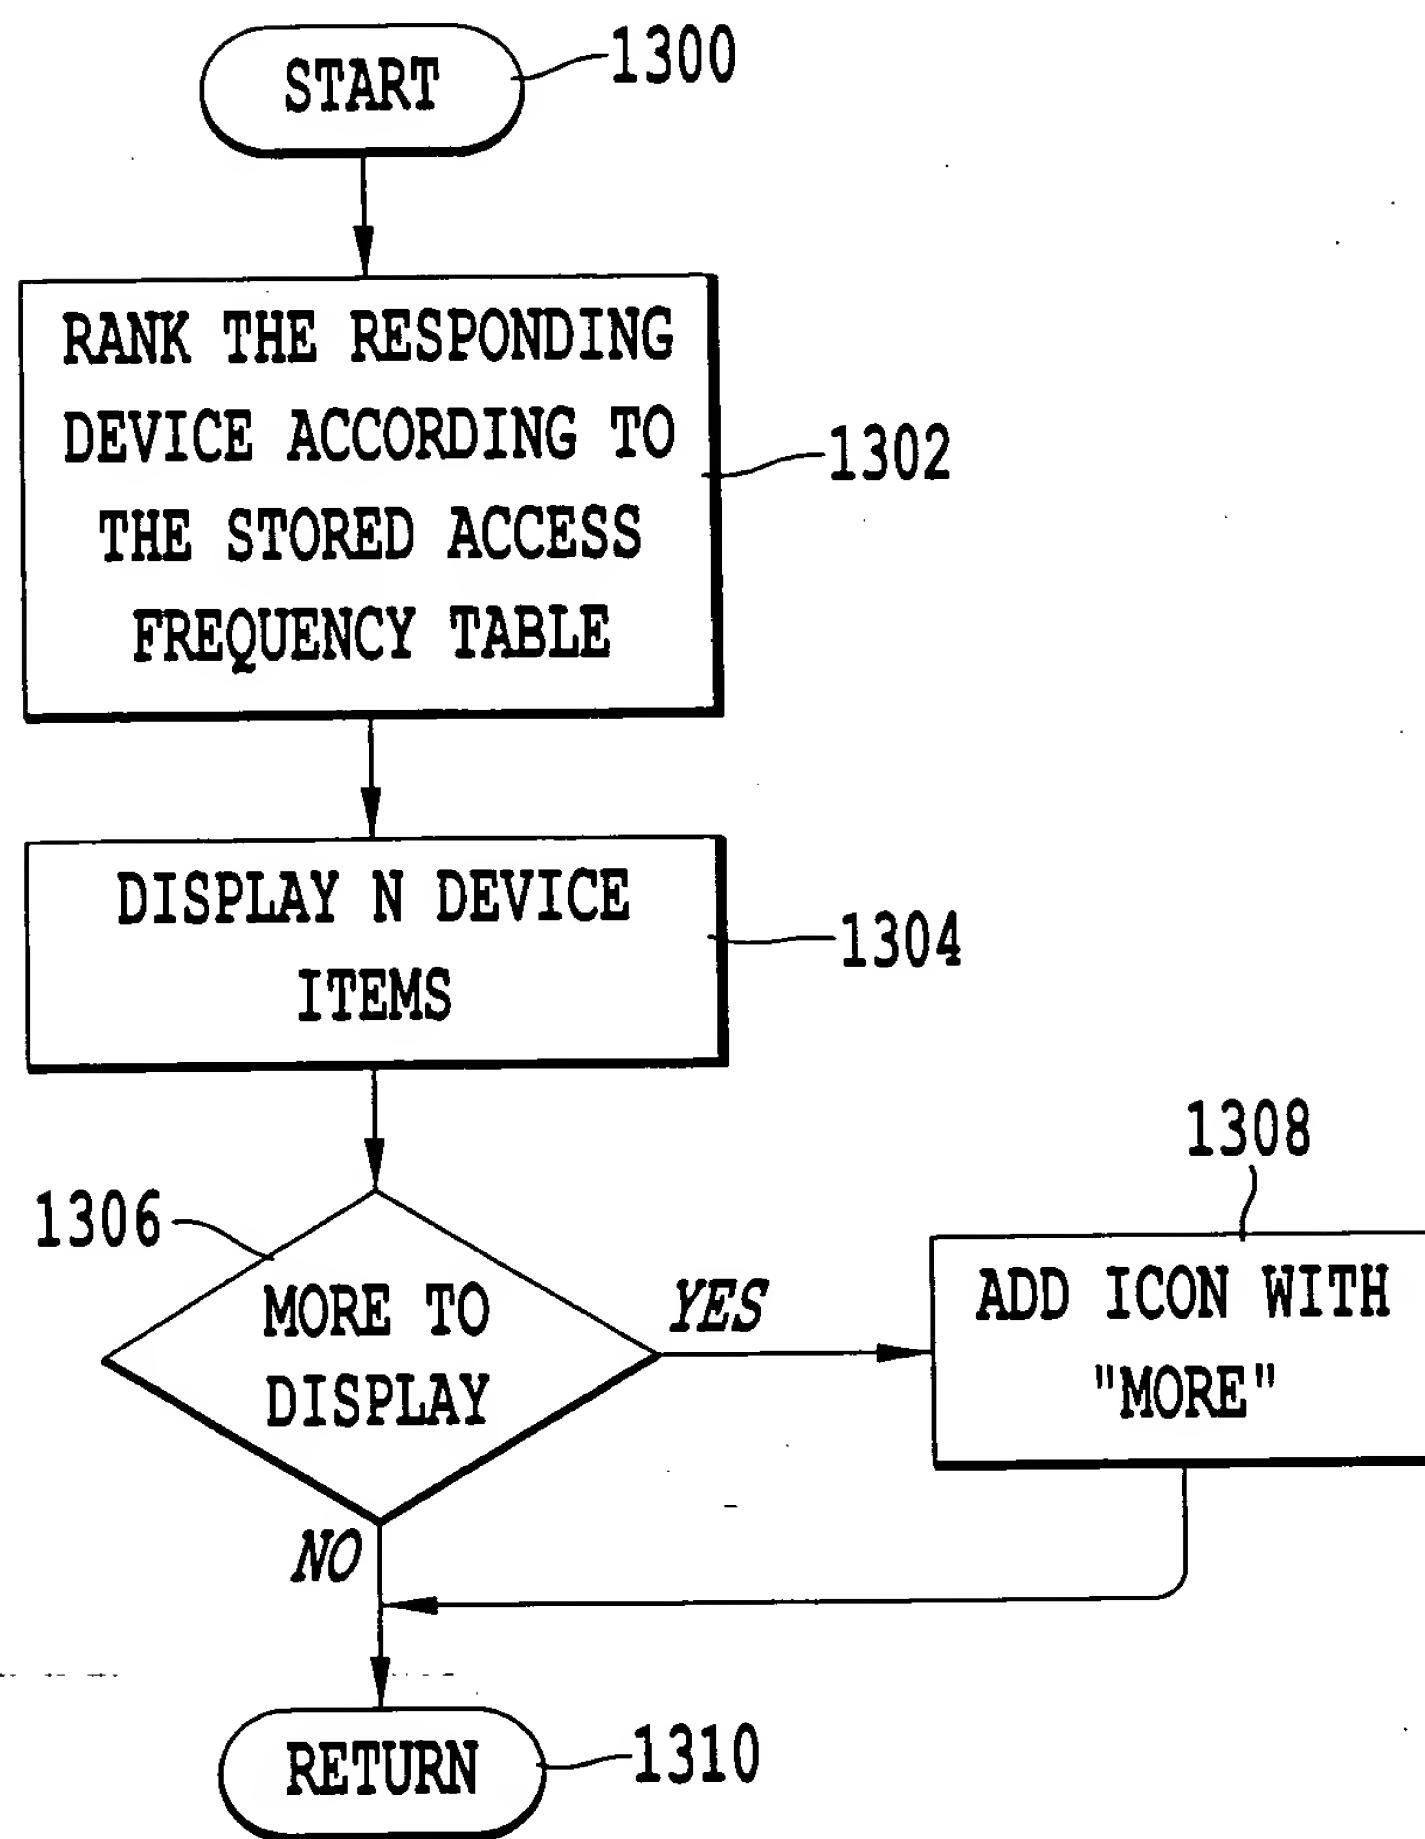 START
1300
RANK THE RESPONDING
DEVICE ACCORDING TO
THE STORED ACCESS
FREQUENCY TABLE
1302
DISPLAY N DEVICE
ITEMS
1304
1306
MORE TO
DISPLAY
YES
NO
1308
ADD ICON WITH
"MORE"
RETURN
1310